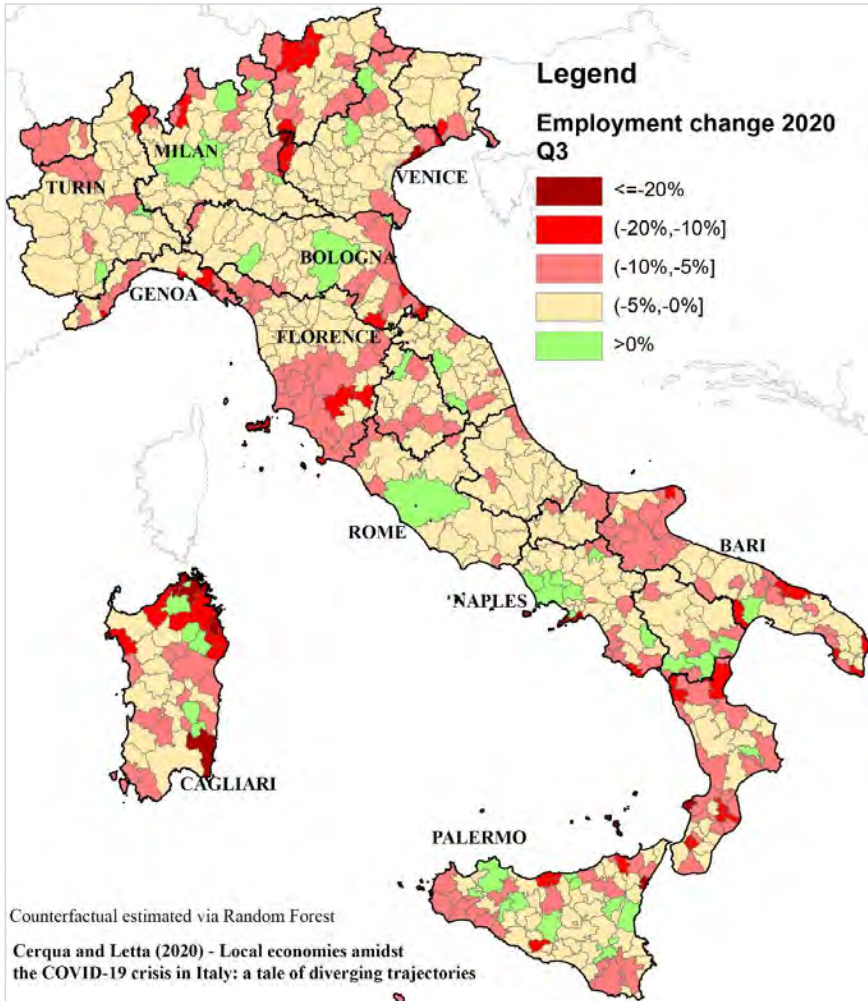 Legend
Employment change 2020
Q3
<=-20%
(-20%,-10%]
(-10%,-5%]
(-5%,-0%]
>0%
MILAN
VENICE
TURIN
BOLOGNA
GENOA
FLORENCE
ROME
BARI
NAPLES
CAGLIARI
PALERMO
Counterfactual estimated via Random Forest
Cerqua and Letta (2020) - Local economies amidst
the COVID-19 crisis in Italy: a tale of diverging trajectories